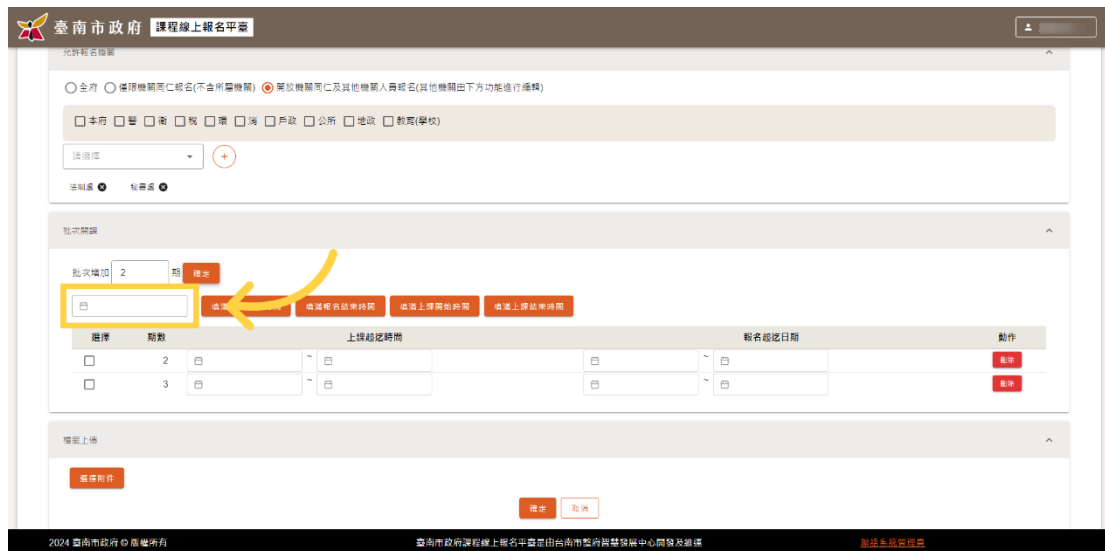 臺南市政府 課程線上報名平臺
允許報名機關
全府 僅限機關同仁報名(不含所屬機關) 開放機關同仁及其他機關人員報名(其他機關由下方功能進行編輯)
本府 警 衛 稅 環 消 戶政 公所 地政 教育(學校)
請選擇
法制處 秘書處
批次開課
批次增加 2 期 確定
填滿報名結束時間 填滿上課開始時間 填滿上課結束時間
選擇 期數 上課起迄時間 報名起迄日期 動作
2 ~ ~ 刪除
3 ~ ~ 刪除
檔案上傳
選擇附件
確定 取消
2024 臺南市政府 © 版權所有 臺南市政府課程線上報名平臺是由台南市政府智慧發展中心開發及維護 聯絡系統管理員